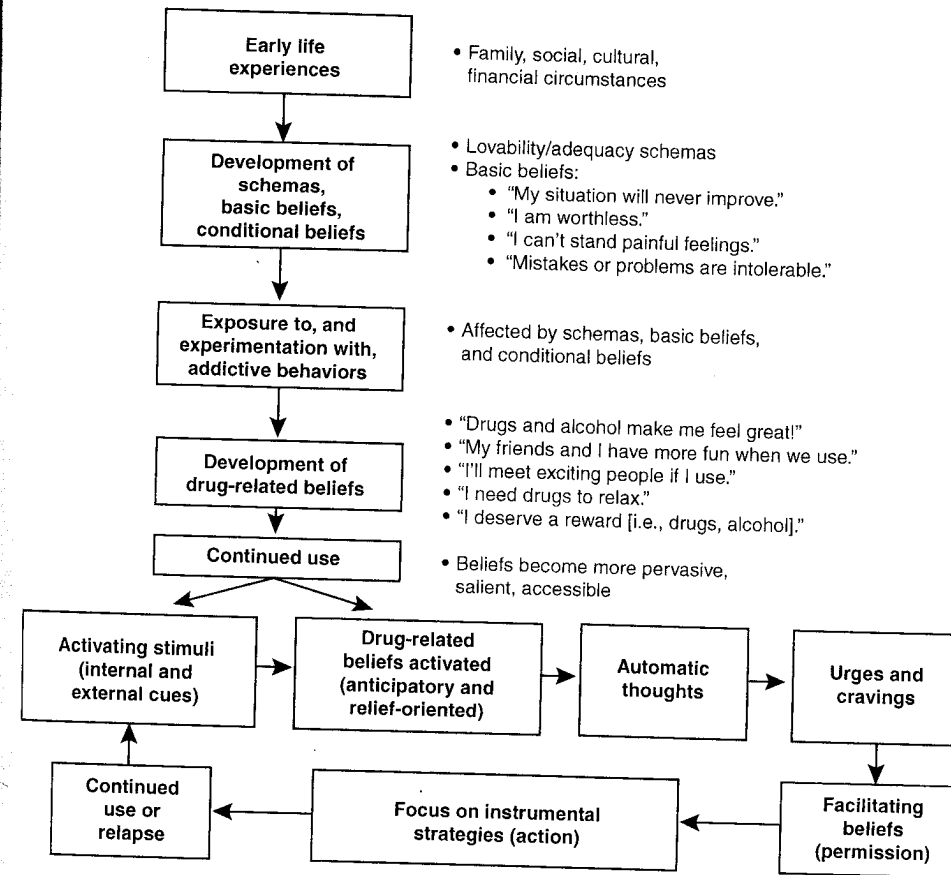 Early life
experiences
• Family, social, cultural,
financial circumstances
Development of
schemas,
basic beliefs,
conditional beliefs
• Lovability/adequacy schemas
• Basic beliefs:
• “My situation will never improve.”
• “I am worthless.”
• “I can’t stand painful feelings.”
• “Mistakes or problems are intolerable.”
Exposure to, and
experimentation with,
addictive behaviors
• Affected by schemas, basic beliefs,
and conditional beliefs
Development of
drug-related beliefs
• “Drugs and alcohol make me feel great!”
• “My friends and I have more fun when we use.”
• “I’ll meet exciting people if I use.”
• “I need drugs to relax.”
• “I deserve a reward [i.e., drugs, alcohol].”
Continued use
• Beliefs become more pervasive,
salient, accessible
Activating stimuli
(internal and
external cues)
Drug-related
beliefs activated
(anticipatory and
relief-oriented)
Automatic
thoughts
Urges and
cravings
Continued
use or
relapse
Focus on instrumental
strategies (action)
Facilitating
beliefs
(permission)